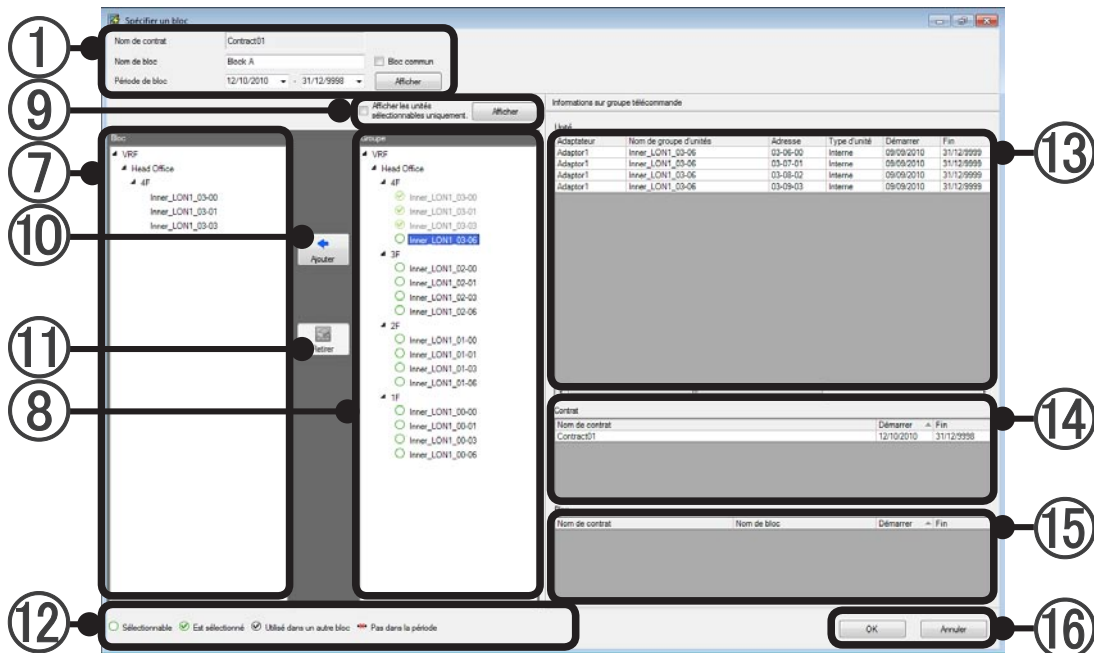 Spécifier un bloc
① Nom de contrat Contract01
Nom de bloc Block A Bloc commun
Période de bloc 12/10/2010 - 31/12/9998 Afficher
⑨ Afficher les unités
sélectionnables uniquement. Afficher
Informations sur groupe télécommande
Unité
⑦ Bloc
VRF
Head Office
4F
Inner_LON1_03-00
Inner_LON1_03-01
Inner_LON1_03-03
⑩ Ajouter
⑪ Retirer
⑧ Groupe
VRF
Head Office
4F
Inner_LON1_03-00
Inner_LON1_03-01
Inner_LON1_03-03
Inner_LON1_03-06
3F
Inner_LON1_02-00
Inner_LON1_02-01
Inner_LON1_02-03
Inner_LON1_02-06
2F
Inner_LON1_01-00
Inner_LON1_01-01
Inner_LON1_01-03
Inner_LON1_01-06
1F
Inner_LON1_00-00
Inner_LON1_00-01
Inner_LON1_00-03
Inner_LON1_00-06
⑬ Adaptateur Nom de groupe d'unités Adresse Type d'unité Démarrer Fin
Adaptor1 Inner_LON1_03-06 03-06-00 Interne 09/09/2010 31/12/9999
Adaptor1 Inner_LON1_03-06 03-07-01 Interne 09/09/2010 31/12/9999
Adaptor1 Inner_LON1_03-06 03-08-02 Interne 09/09/2010 31/12/9999
Adaptor1 Inner_LON1_03-06 03-09-03 Interne 09/09/2010 31/12/9999
⑭ Contrat
Nom de contrat Démarrer Fin
Contract01 12/10/2010 31/12/9998
⑮ Nom de contrat Nom de bloc Démarrer Fin
⑫ Sélectionnable Est sélectionné Utilisé dans un autre bloc Pas dans la période
⑯ OK Annuler